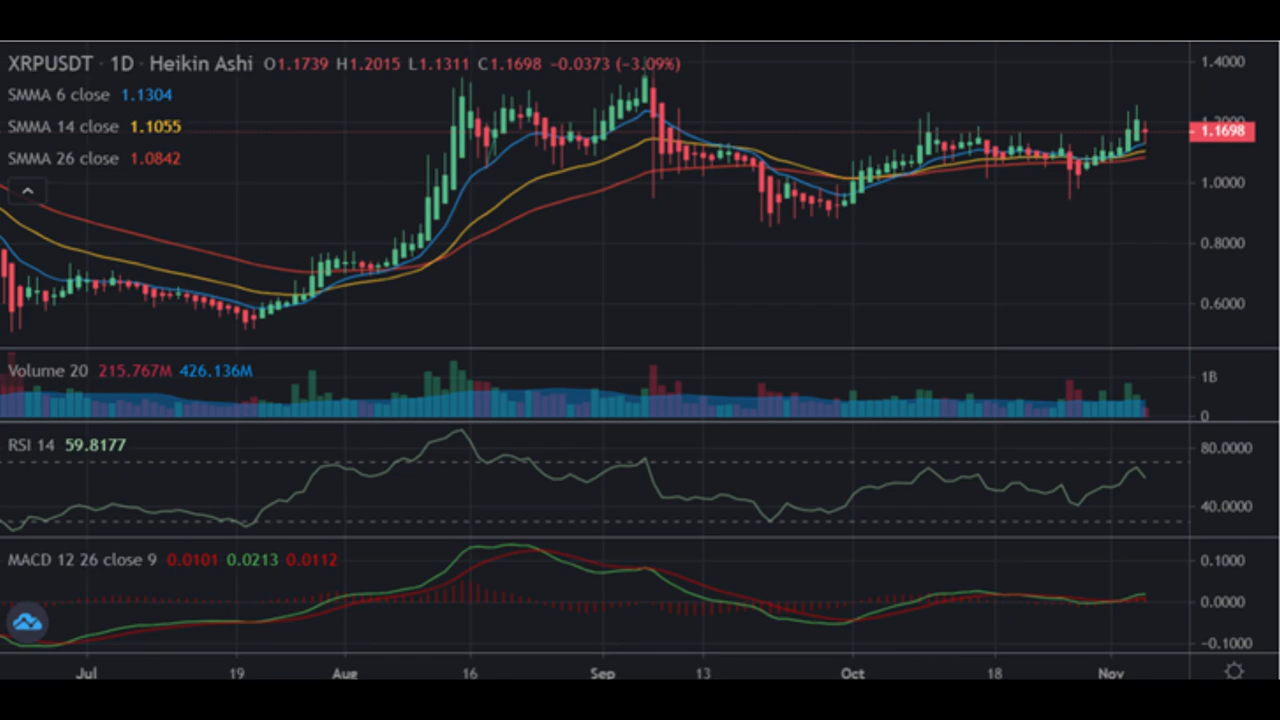 XRPUSDT · 1D · Heikin Ashi O1.1739 H1.2015 L1.1311 C1.1698 −0.0373 (−3.09%)
1.4000
SMMA 6 close 1.1304
SMMA 14 close 1.1055
1.2000
1.1698
SMMA 26 close 1.0842
1.0000
0.8000
0.6000
Volume 20 215.767M 426.136M
1B
0
RSI 14 59.8177
80.0000
40.0000
MACD 12 26 close 9 0.0101 0.0213 0.0112
0.1000
0.0000
−0.1000
Jul 19 Aug 16 Sep 13 Oct 18 Nov